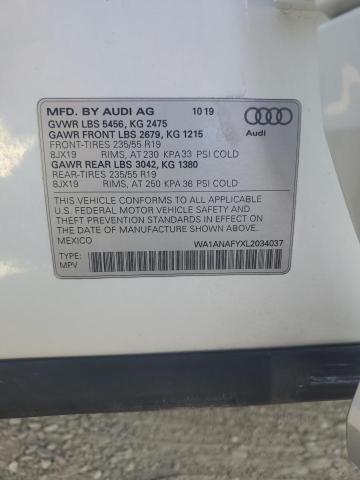 MFD. BY AUDI AG 10 19
GVWR LBS 5456, KG 2475
GAWR FRONT LBS 2679, KG 1215
FRONT-TIRES 235/55 R19
8JX19 RIMS, AT 230 KPA 33 PSI COLD
GAWR REAR LBS 3042, KG 1380
REAR-TIRES 235/55 R19
8JX19 RIMS, AT 250 KPA 36 PSI COLD
Audi
THIS VEHICLE CONFORMS TO ALL APPLICABLE
U.S. FEDERAL MOTOR VEHICLE SAFETY AND
THEFT PREVENTION STANDARDS IN EFFECT ON
THE DATE OF MANUFACTURE SHOWN ABOVE.
MEXICO WA1ANAFYXL2034037
TYPE:
MPV